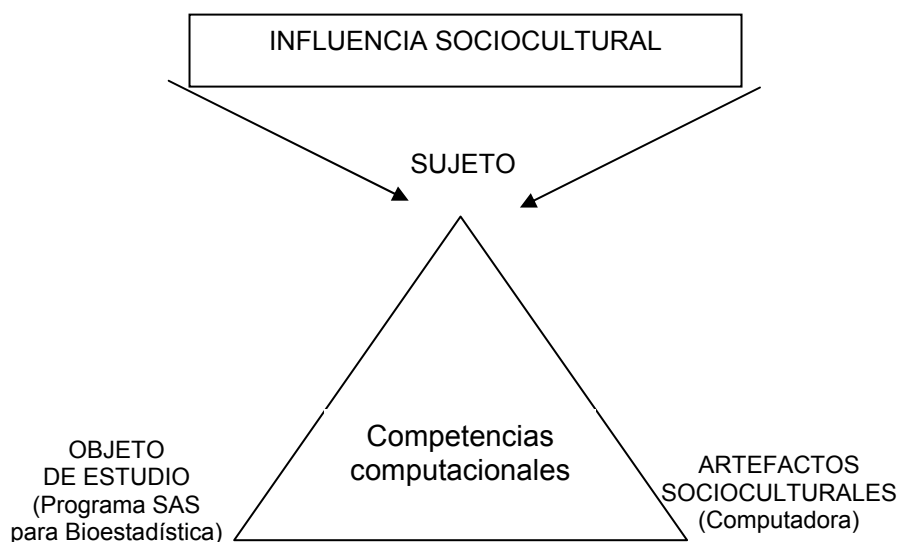 INFLUENCIA SOCIOCULTURAL
SUJETO
Competencias
computacionales
OBJETO
DE ESTUDIO
(Programa SAS
para Bioestadística)
ARTEFACTOS
SOCIOCULTURALES
(Computadora)